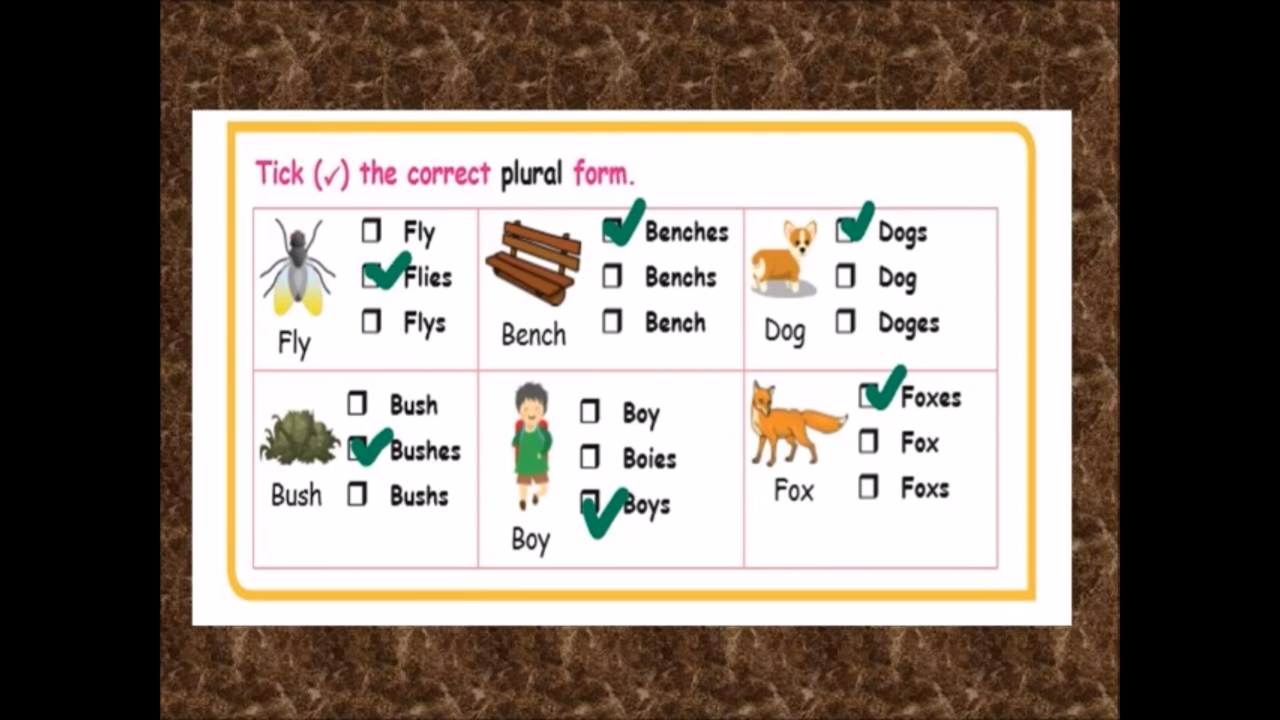 Tick (✓) the correct plural form.
Fly
Flies
Flys
Fly
Benches
Benchs
Bench
Bench
Dogs
Dog
Doges
Dog
Bush
Bushes
Bushs
Bush
Boy
Boies
Boys
Boy
Foxes
Fox
Foxs
Fox